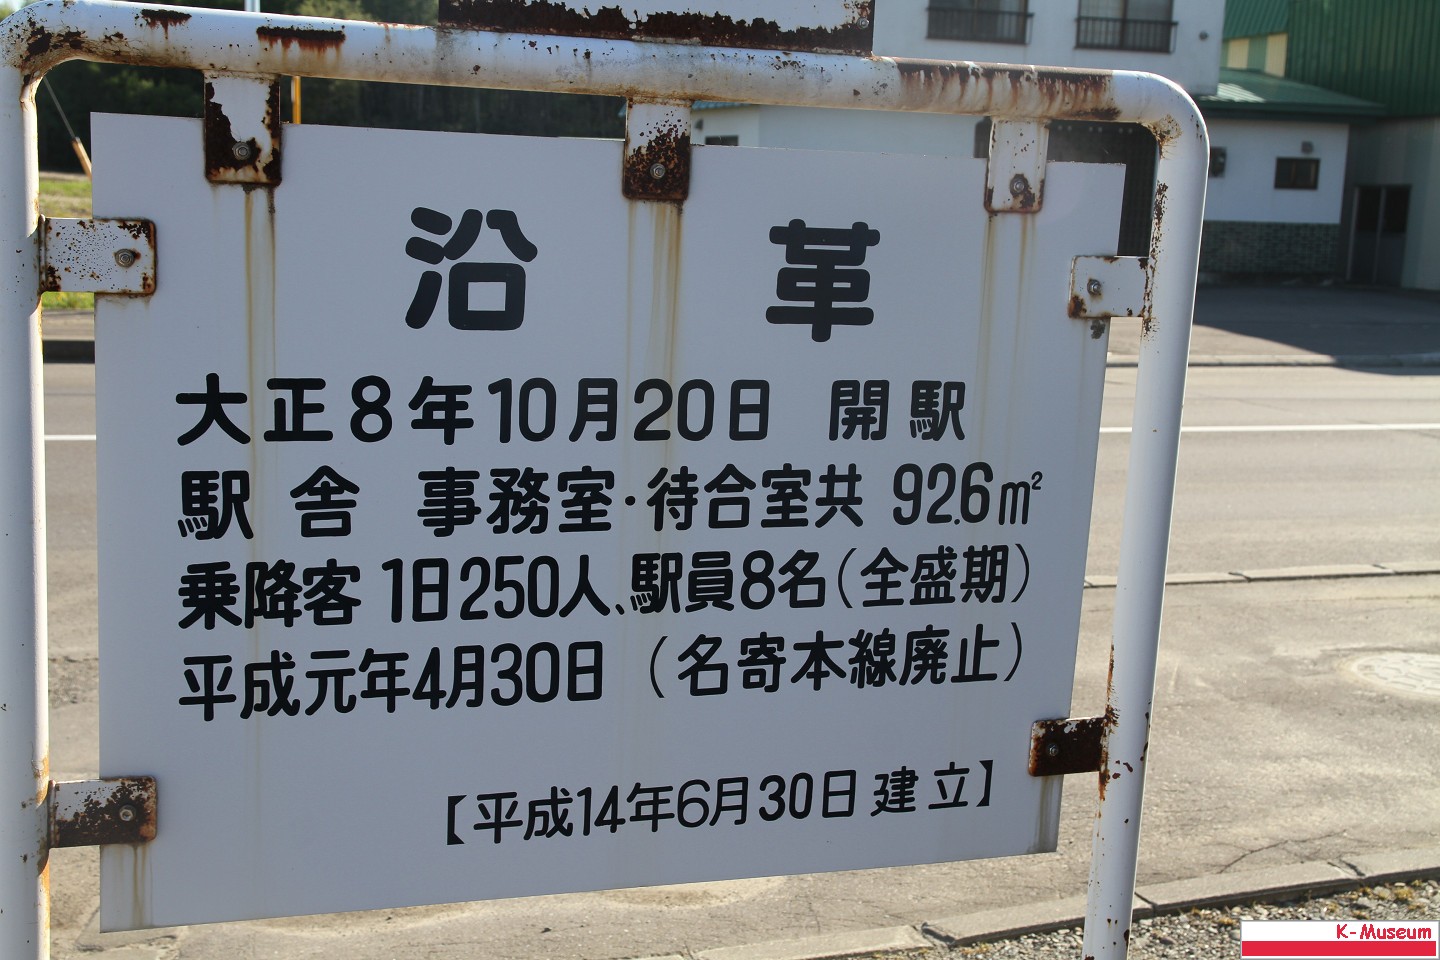 沿革
大正8年10月20日 開駅
駅舎 事務室・待合室共 92.6m²
乗降客 1日250人、駅員8名(全盛期)
平成元年4月30日 (名寄本線廃止)
【平成14年6月30日建立】
K-Museum